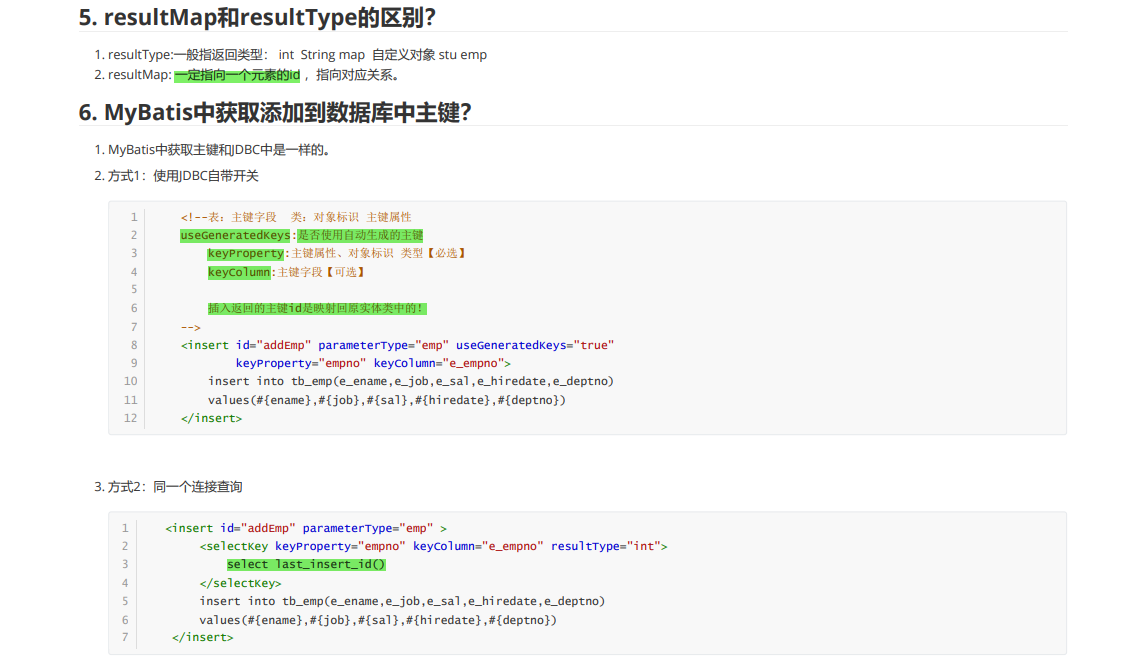 5. resultMap和resultType的区别？
1. resultType:一般指返回类型： int String map 自定义对象 stu emp
2. resultMap: 一定指向一个元素的id ，指向对应关系。
6. MyBatis中获取添加到数据库中主键？
1. MyBatis中获取主键和JDBC中是一样的。
2. 方式1：使用JDBC自带开关
1 <!--表：主键字段 类：对象标识 主键属性
2 useGeneratedKeys:是否使用自动生成的主键
3 keyProperty:主键属性、对象标识 类型【必选】
4 keyColumn:主键字段【可选】
5
6 插入返回的主键id是映射回原实体类中的！
7 -->
8 <insert id="addEmp" parameterType="emp" useGeneratedKeys="true"
9 keyProperty="empno" keyColumn="e_empno">
10 insert into tb_emp(e_ename,e_job,e_sal,e_hiredate,e_deptno)
11 values(#{ename},#{job},#{sal},#{hiredate},#{deptno})
12 </insert>
3. 方式2：同一个连接查询
1 <insert id="addEmp" parameterType="emp" >
2 <selectKey keyProperty="empno" keyColumn="e_empno" resultType="int">
3 select last_insert_id()
4 </selectKey>
5 insert into tb_emp(e_ename,e_job,e_sal,e_hiredate,e_deptno)
6 values(#{ename},#{job},#{sal},#{hiredate},#{deptno})
7 </insert>